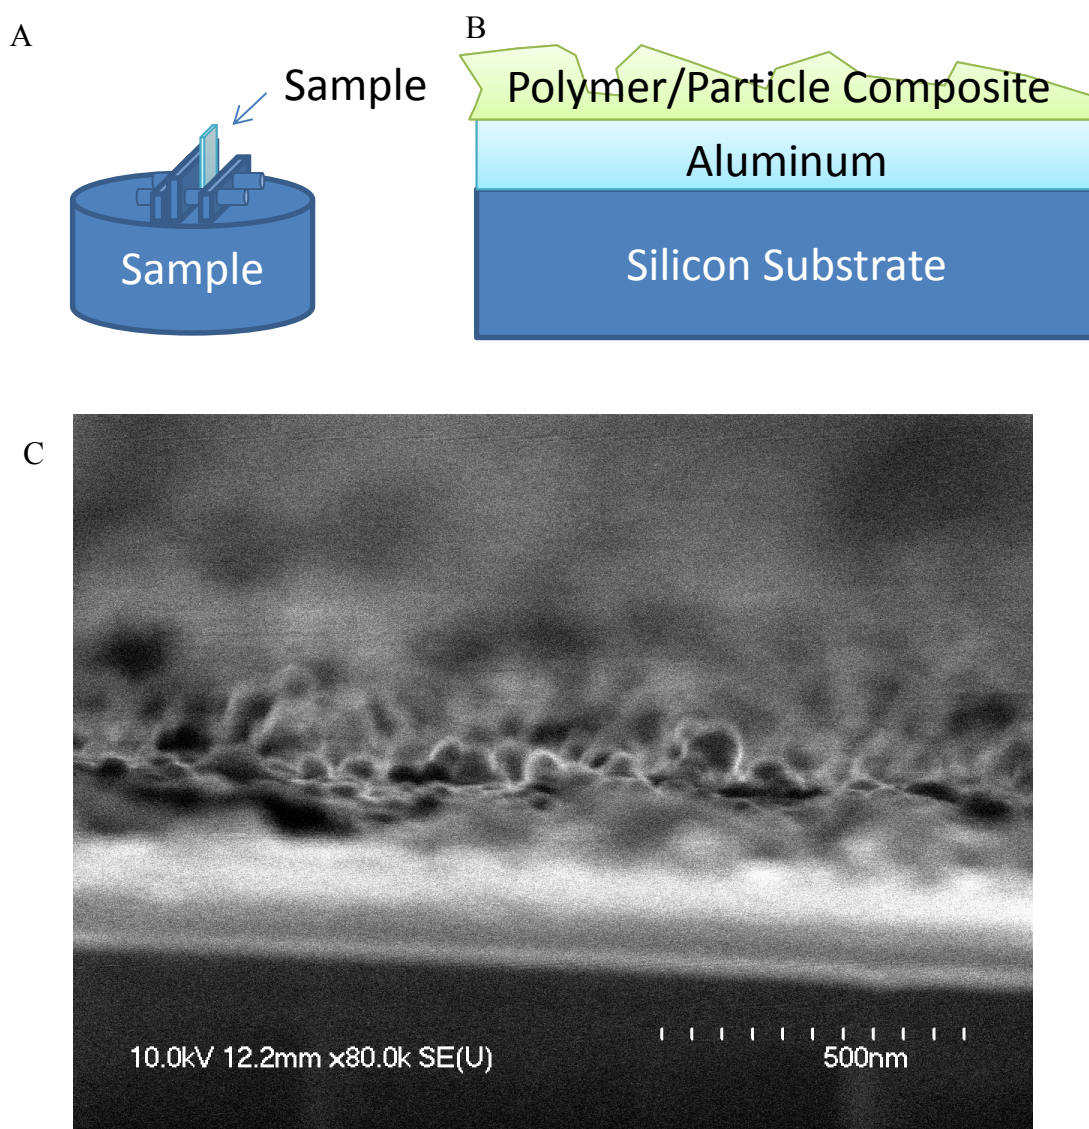 A
B
Sample
Polymer/Particle Composite
Aluminum
Sample
Silicon Substrate
C
10.0kV 12.2mm x80.0k SE(U)
500nm